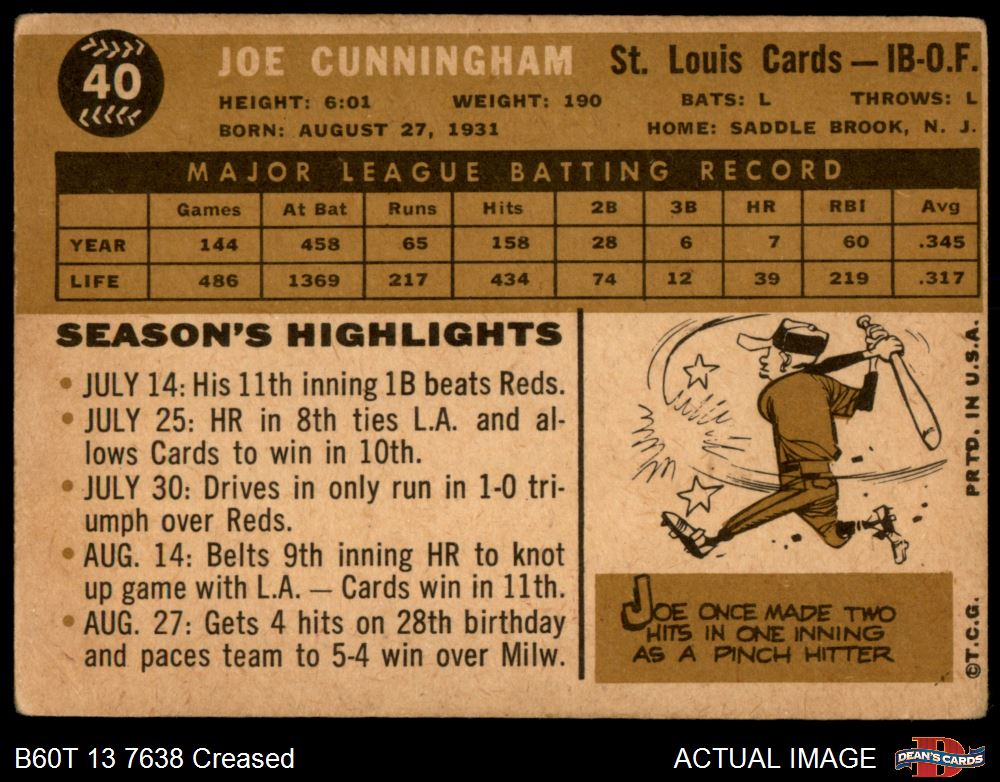 40
JOE CUNNINGHAM St. Louis Cards — IB-O.F.
HEIGHT: 6:01 WEIGHT: 190 BATS: L THROWS: L
BORN: AUGUST 27, 1931 HOME: SADDLE BROOK, N. J.
MAJOR LEAGUE BATTING RECORD
Games At Bat Runs Hits 2B 3B HR RBI Avg
YEAR 144 458 65 158 28 6 7 60 .345
LIFE 486 1369 217 434 74 12 39 219 .317
SEASON'S HIGHLIGHTS
• JULY 14: His 11th inning 1B beats Reds.
• JULY 25: HR in 8th ties L.A. and al-
lows Cards to win in 10th.
• JULY 30: Drives in only run in 1-0 tri-
umph over Reds.
• AUG. 14: Belts 9th inning HR to knot
up game with L.A. — Cards win in 11th.
• AUG. 27: Gets 4 hits on 28th birthday
and paces team to 5-4 win over Milw.
JOE ONCE MADE TWO
HITS IN ONE INNING
AS A PINCH HITTER
©T.C.G. PRTD. IN U.S.A.
B60T 13 7638 Creased
ACTUAL IMAGE
D
DEAN'S CARDS